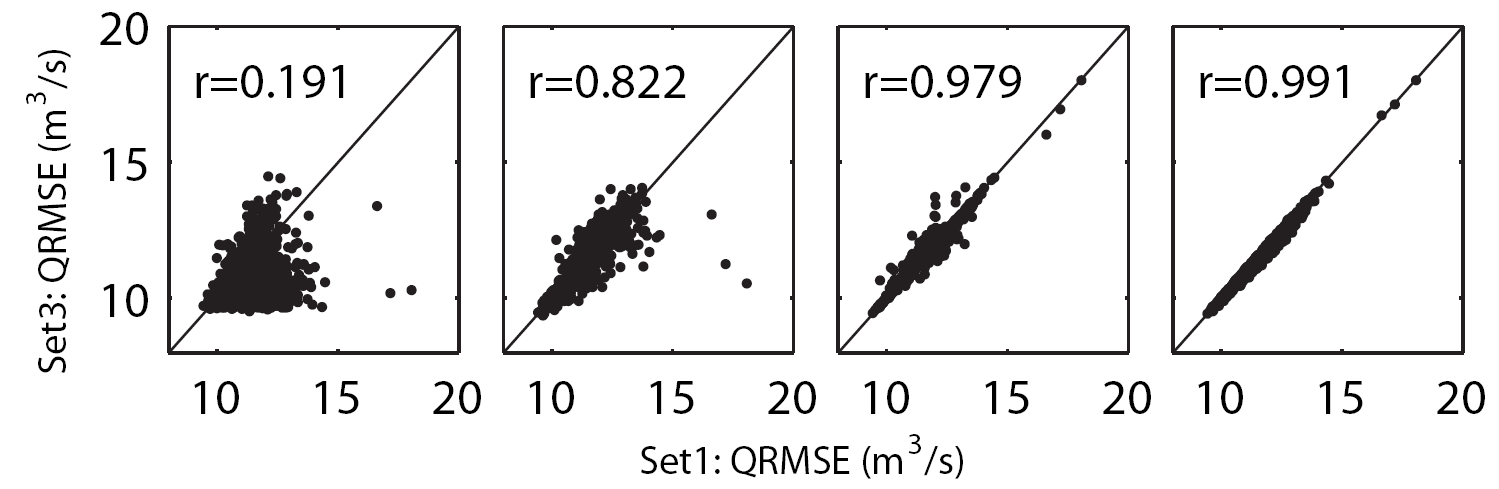 20
15
10
Set3: QRMSE (m³/s)
r=0.191
r=0.822
r=0.979
r=0.991
10 15 20
10 15 20
10 15 20
10 15 20
Set1: QRMSE (m³/s)